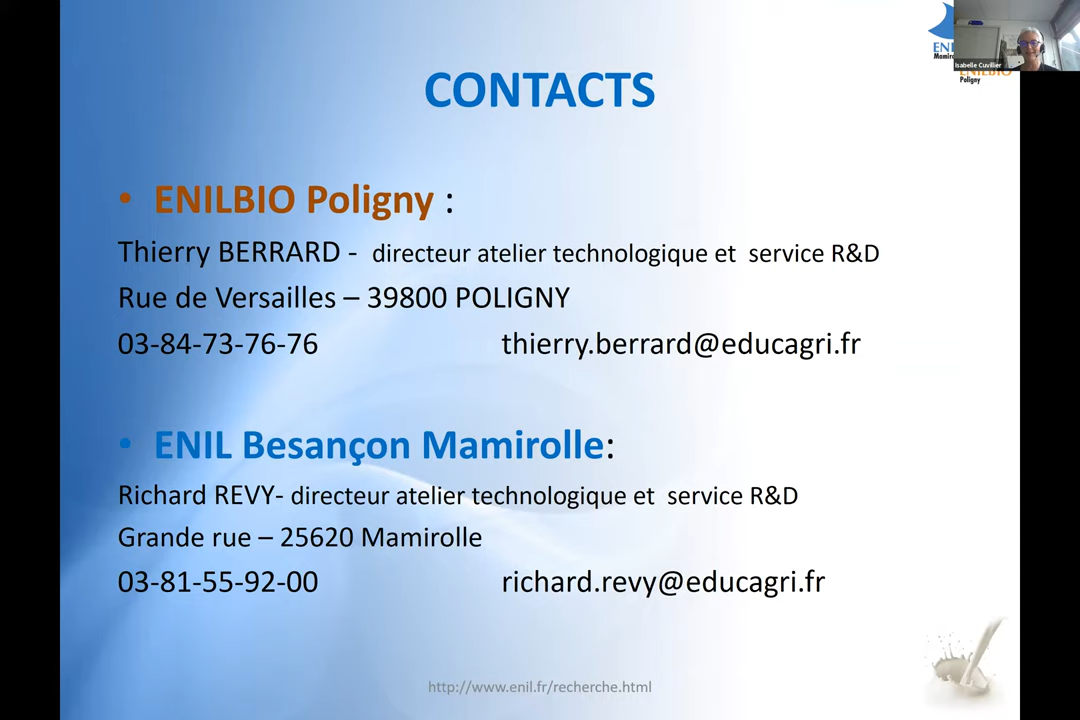 CONTACTS
Isabelle Cuvillier
Poligny
• ENILBIO Poligny :
Thierry BERRARD - directeur atelier technologique et service R&D
Rue de Versailles – 39800 POLIGNY
03-84-73-76-76 thierry.berrard@educagri.fr
• ENIL Besançon Mamirolle:
Richard REVY- directeur atelier technologique et service R&D
Grande rue – 25620 Mamirolle
03-81-55-92-00 richard.revy@educagri.fr
http://www.enil.fr/recherche.html